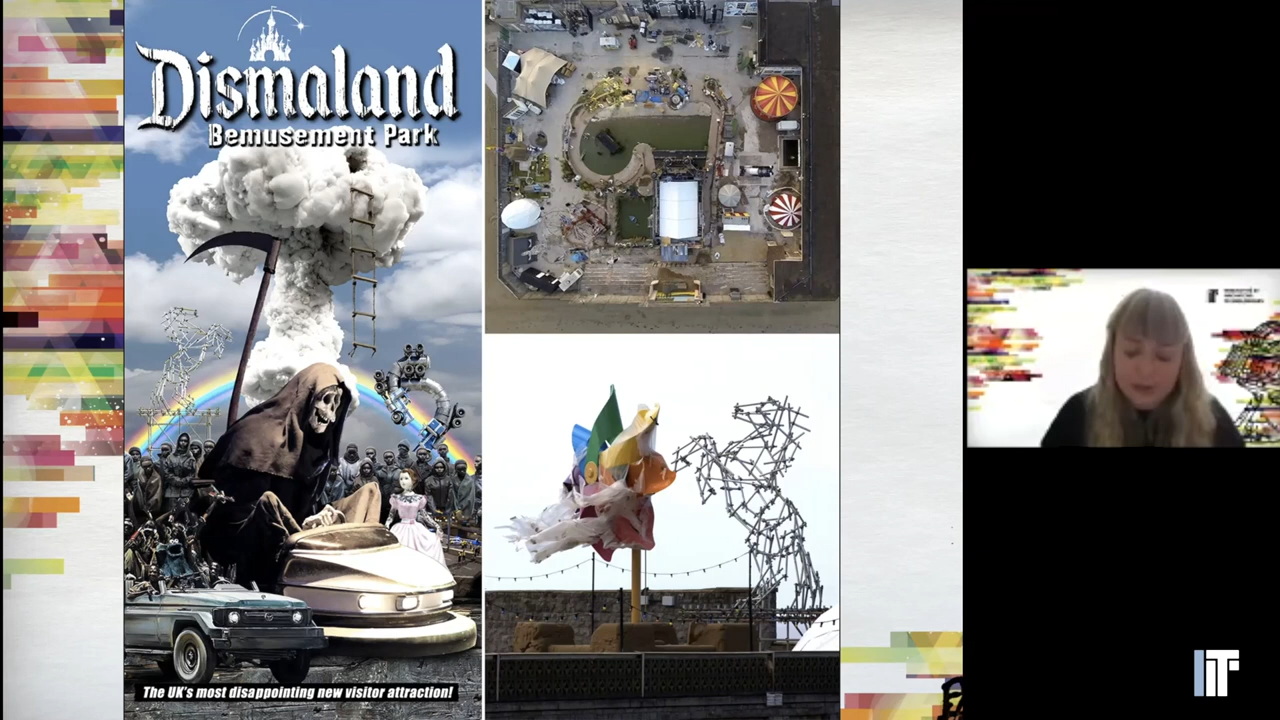 Dismaland
Bemusement Park
The UK's most disappointing new visitor attraction!